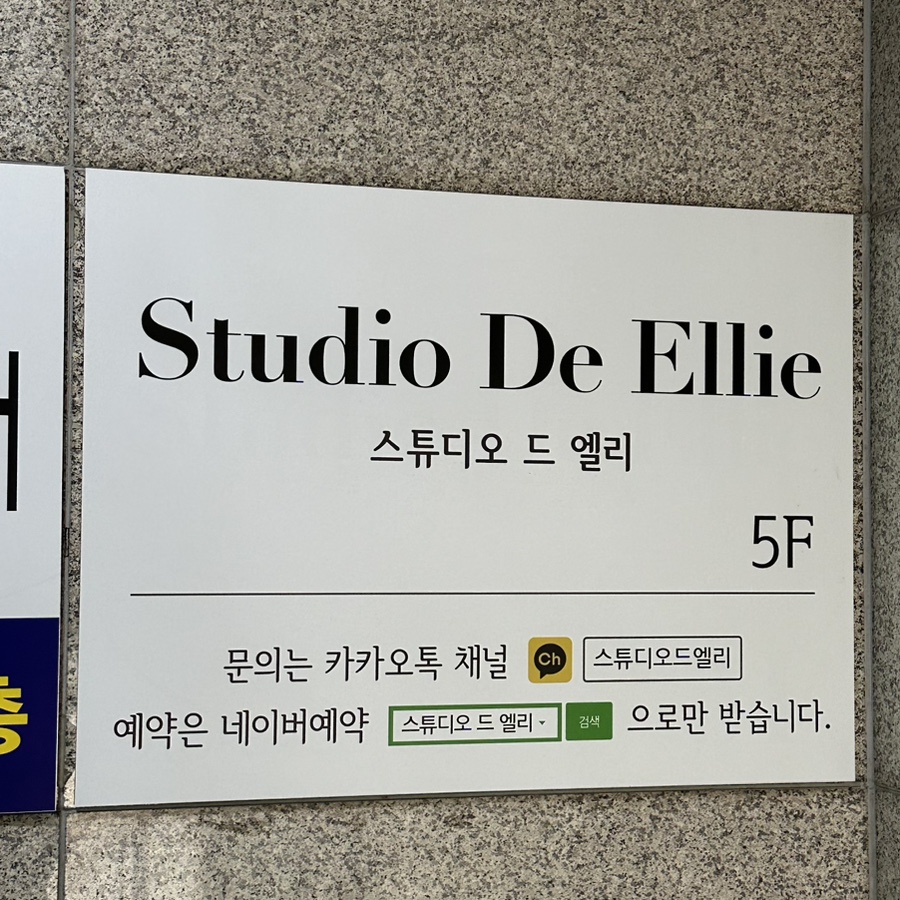 Studio De Ellie
스튜디오 드 엘리
5F
문의는 카카오톡 채널 Ch 스튜디오드엘리
예약은 네이버예약 스튜디오 드 엘리 검색 으로만 받습니다.
층